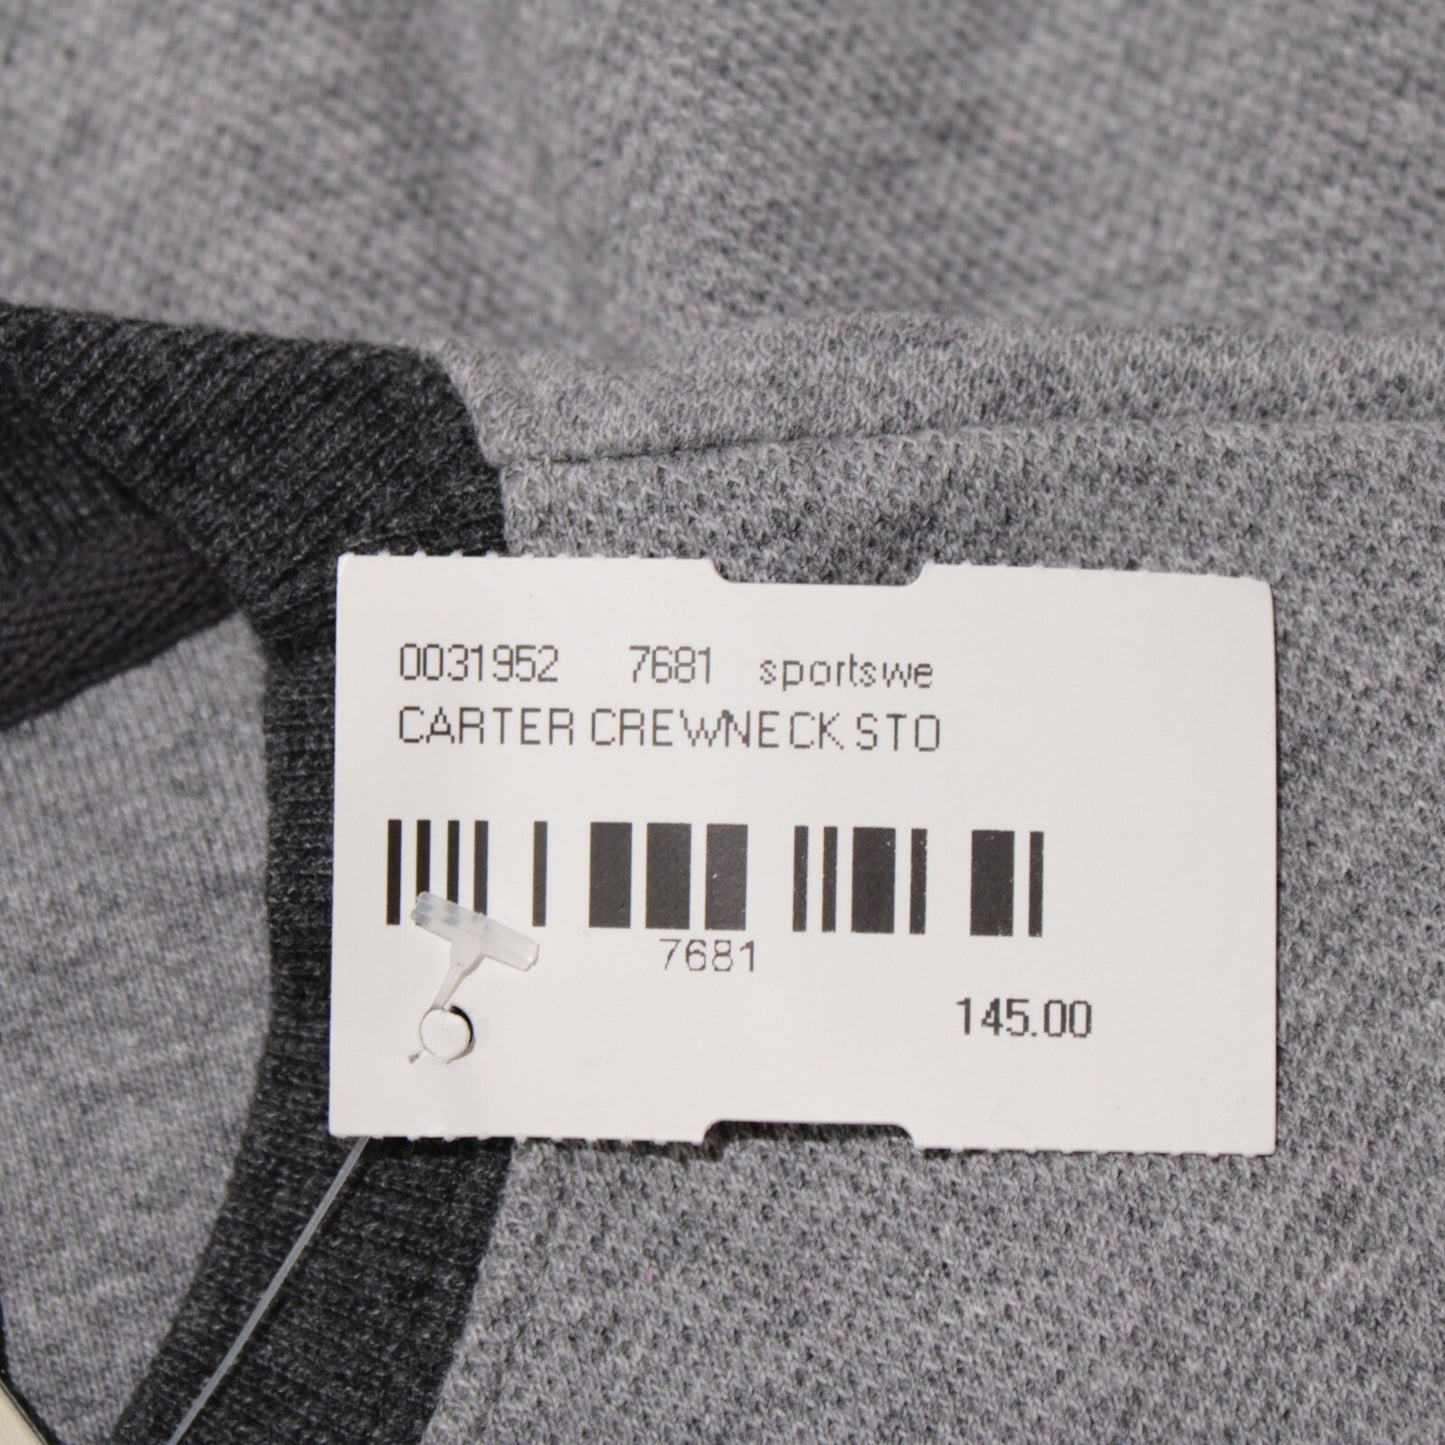 0031952 7681 sportswe
CARTER CREWNECK STO
7681
145.00